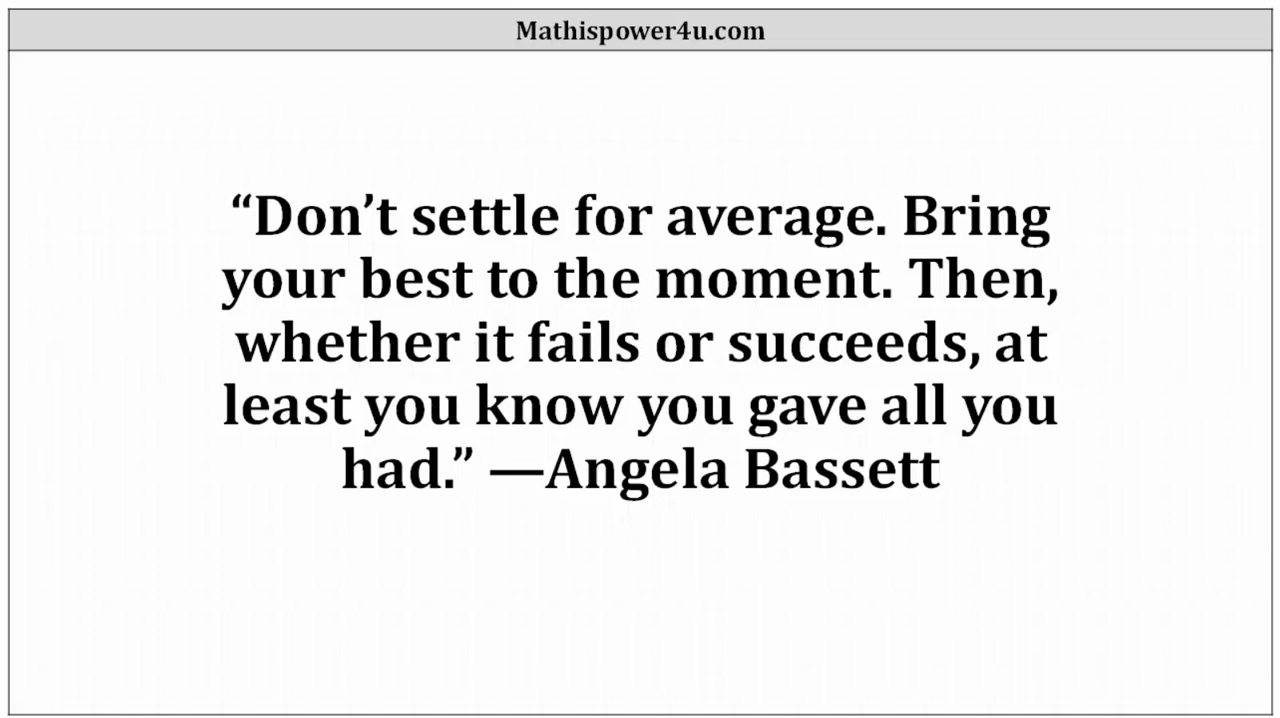 Mathispower4u.com
“Don’t settle for average. Bring
your best to the moment. Then,
whether it fails or succeeds, at
least you know you gave all you
had.” —Angela Bassett